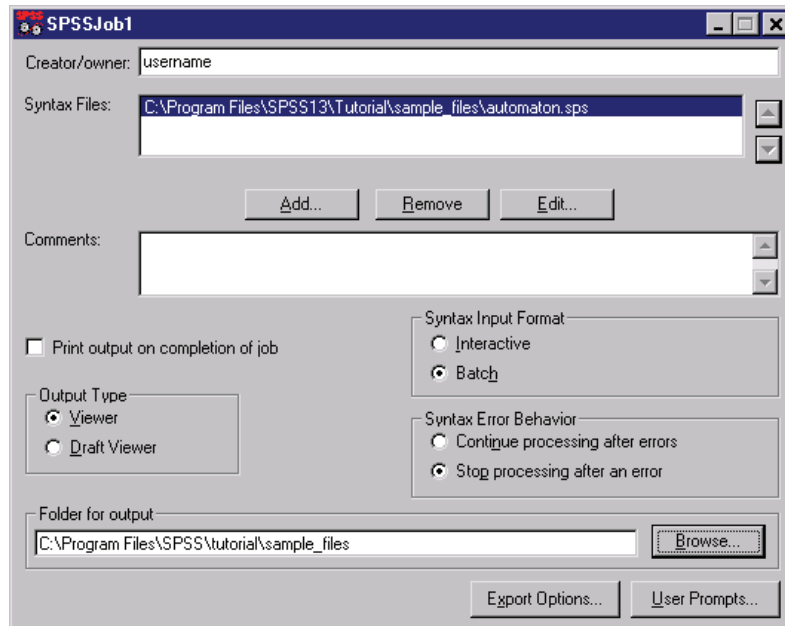 SPSS
SPSSJob1
Creator/owner: username
Syntax Files: C:\Program Files\SPSS13\Tutorial\sample_files\automaton.sps
Add... Remove Edit...
Comments:
Print output on completion of job
Syntax Input Format
Interactive
Batch
Output Type
Viewer
Draft Viewer
Syntax Error Behavior
Continue processing after errors
Stop processing after an error
Folder for output
C:\Program Files\SPSS\tutorial\sample_files Browse...
Export Options... User Prompts...